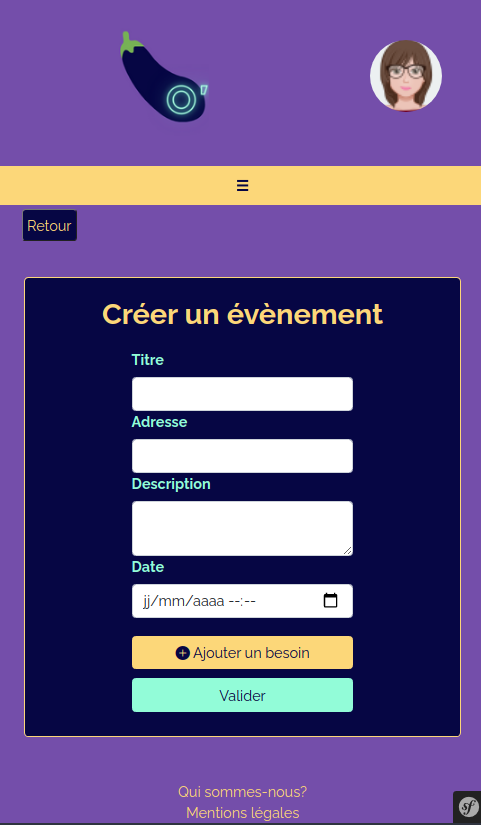 O'
Retour
Créer un évènement
Titre
Adresse
Description
Date
jj/mm/aaaa --:--
Ajouter un besoin
Valider
Qui sommes-nous?
Mentions légales
sf